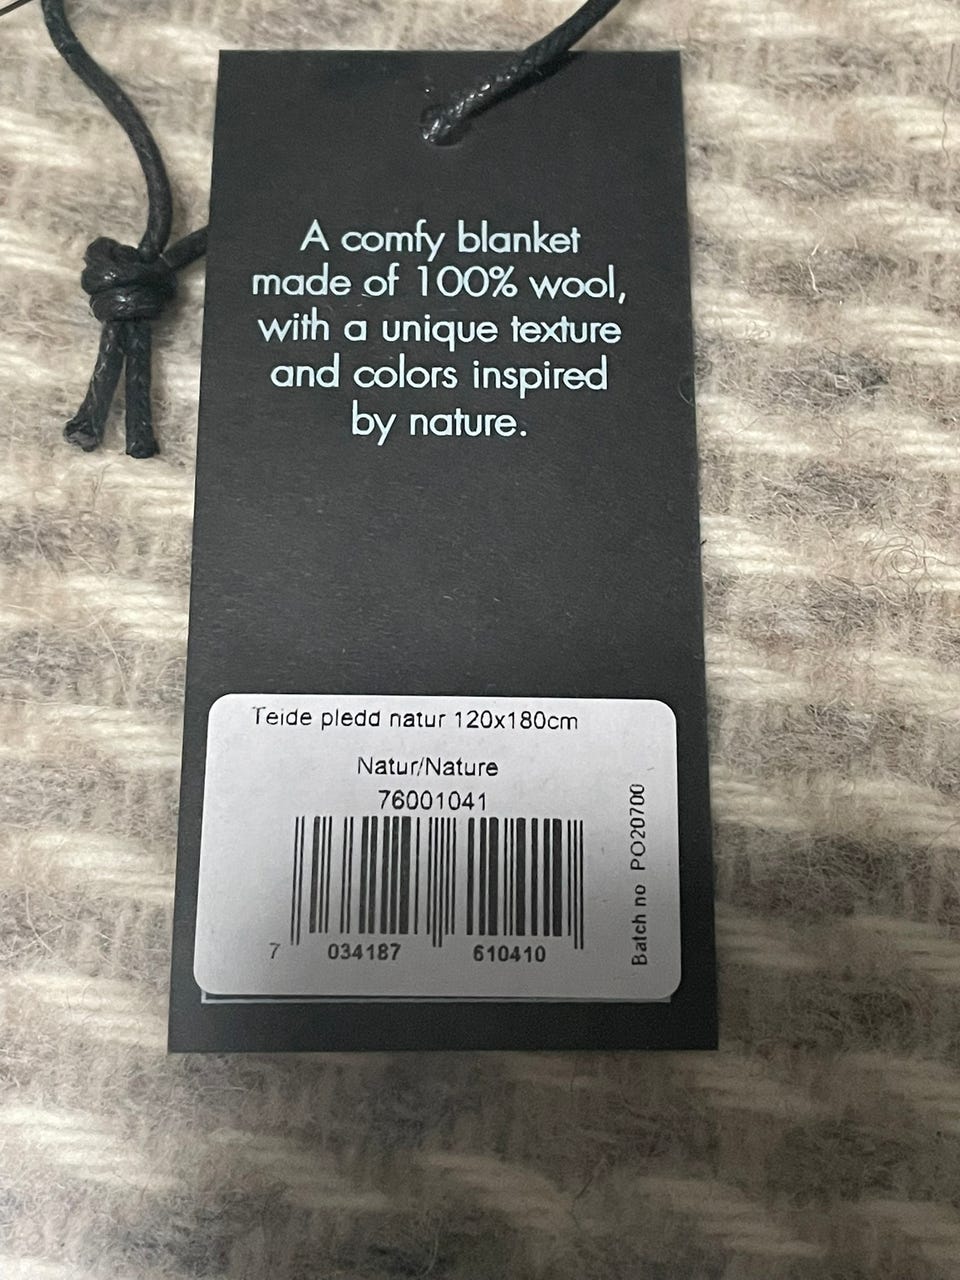 A comfy blanket
made of 100% wool,
with a unique texture
and colors inspired
by nature.
Teide pledd natur 120x180cm
Natur/Nature
76001041
7 034187 610410
Batch no PO20700